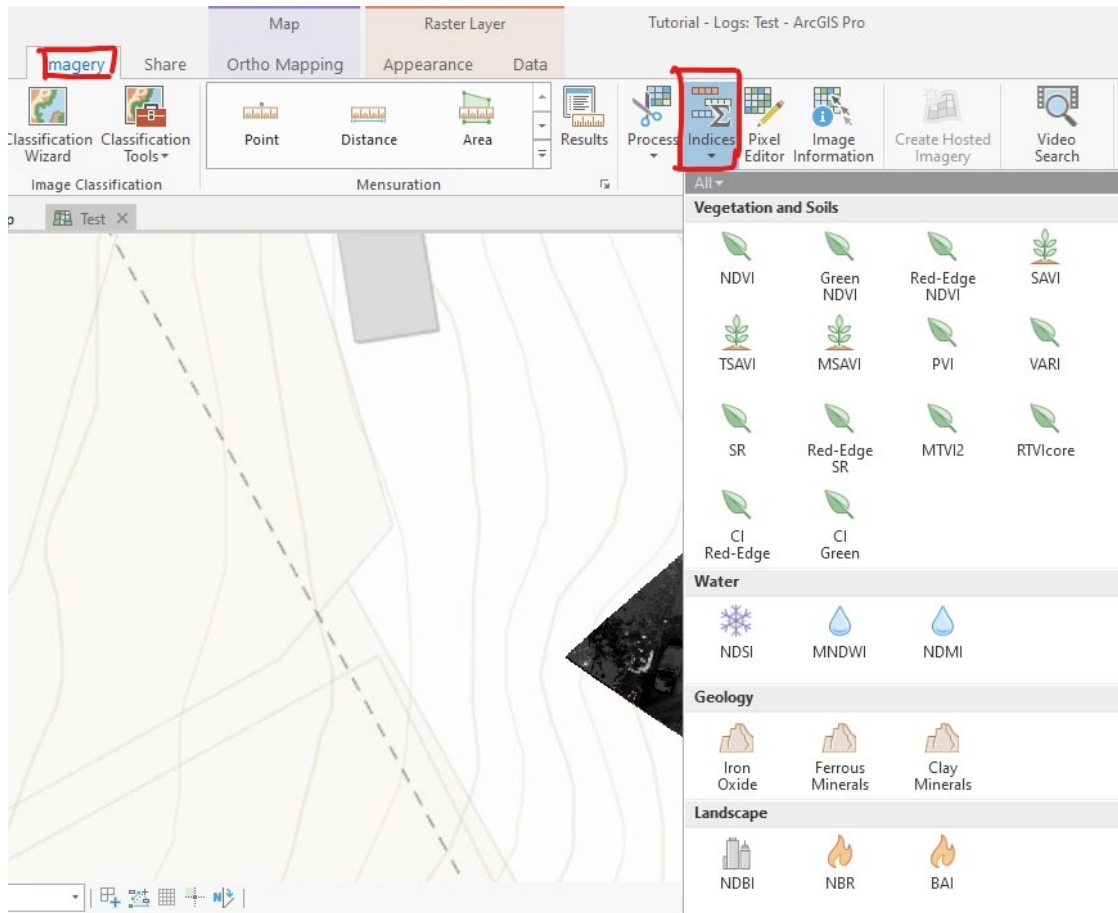 Map
Raster Layer
Tutorial - Logs: Test - ArcGIS Pro
Imagery
Share
Ortho Mapping
Appearance
Data
Classification
Wizard
Classification
Tools
Point
Distance
Area
Results
Process
Indices
Pixel
Editor
Image
Information
Create Hosted
Imagery
Video
Search
Image Classification
Mensuration
All
Test
Vegetation and Soils
NDVI
Green
NDVI
Red-Edge
NDVI
SAVI
TSAVI
MSAVI
PVI
VARI
SR
Red-Edge
SR
MTVI2
RTVIcore
CI
Red-Edge
CI
Green
Water
NDSI
MNDWI
NDMI
Geology
Iron
Oxide
Ferrous
Minerals
Clay
Minerals
Landscape
NDBI
NBR
BAI
N